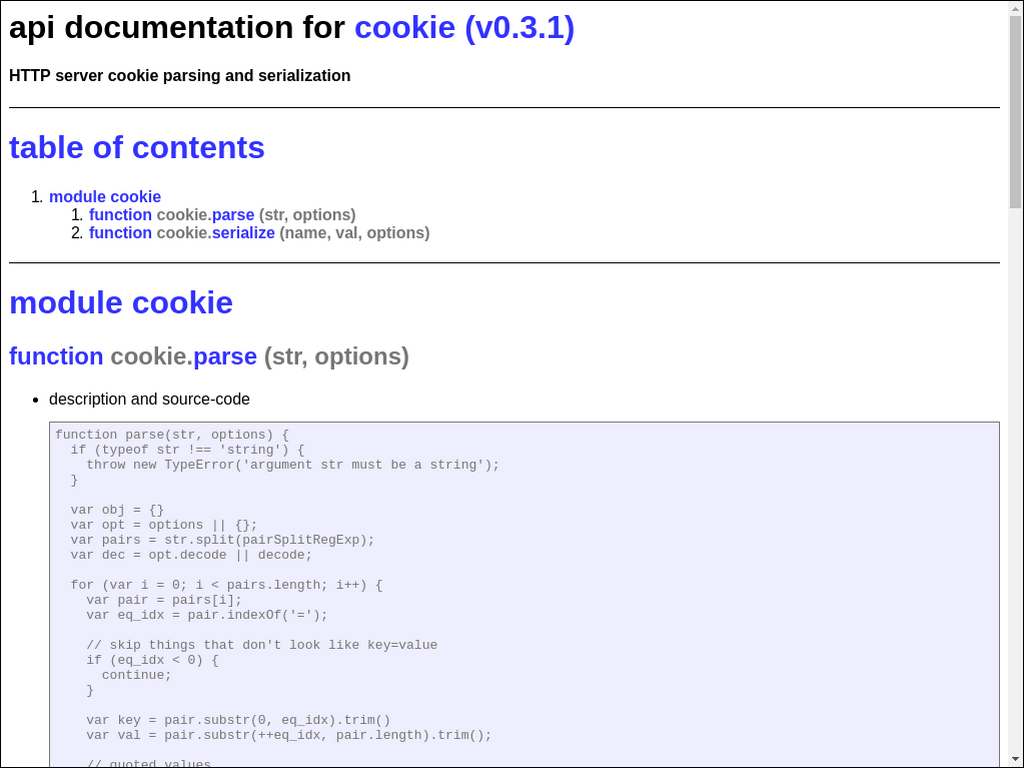 api documentation for cookie (v0.3.1)
HTTP server cookie parsing and serialization
table of contents
1. module cookie
1. function cookie.parse (str, options)
2. function cookie.serialize (name, val, options)
module cookie
function cookie.parse (str, options)
• description and source-code
function parse(str, options) {
  if (typeof str !== 'string') {
    throw new TypeError('argument str must be a string');
  }

  var obj = {}
  var opt = options || {};
  var pairs = str.split(pairSplitRegExp);
  var dec = opt.decode || decode;

  for (var i = 0; i < pairs.length; i++) {
    var pair = pairs[i];
    var eq_idx = pair.indexOf('=');

    // skip things that don't look like key=value
    if (eq_idx < 0) {
      continue;
    }

    var key = pair.substr(0, eq_idx).trim()
    var val = pair.substr(++eq_idx, pair.length).trim();

    // quoted values